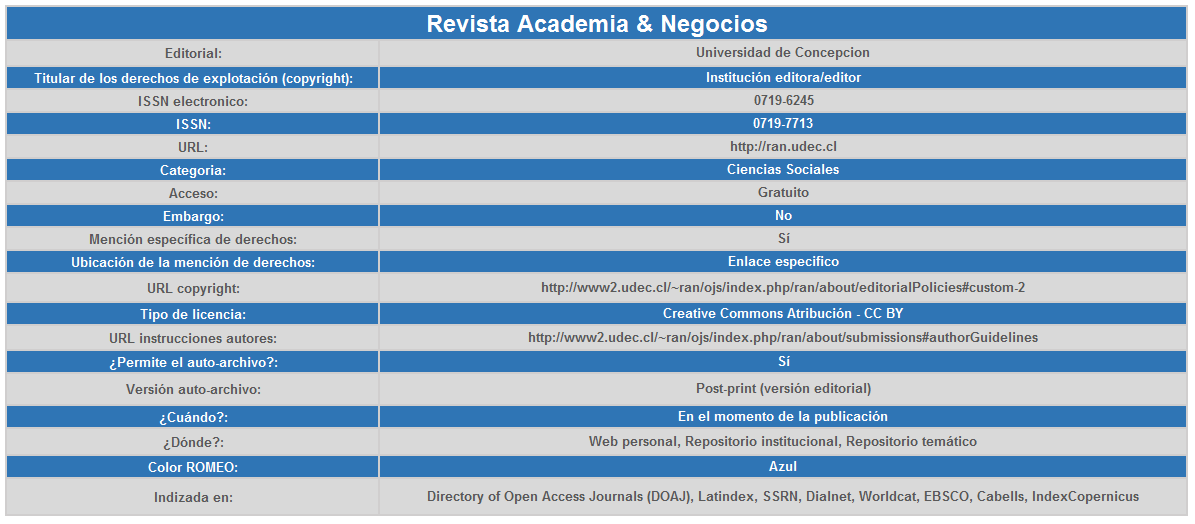 Revista Academia & Negocios
Editorial: Universidad de Concepcion
Titular de los derechos de explotación (copyright): Institución editora/editor
ISSN electronico: 0719-6245
ISSN: 0719-7713
URL: http://ran.udec.cl
Categoria: Ciencias Sociales
Acceso: Gratuito
Embargo: No
Mención específica de derechos: Sí
Ubicación de la mención de derechos: Enlace especifico
URL copyright: http://www2.udec.cl/~ran/ojs/index.php/ran/about/editorialPolicies#custom-2
Tipo de licencia: Creative Commons Atribución - CC BY
URL instrucciones autores: http://www2.udec.cl/~ran/ojs/index.php/ran/about/submissions#authorGuidelines
¿Permite el auto-archivo?: Sí
Versión auto-archivo: Post-print (versión editorial)
¿Cuándo?: En el momento de la publicación
¿Dónde?: Web personal, Repositorio institucional, Repositorio temático
Color ROMEO: Azul
Indizada en: Directory of Open Access Journals (DOAJ), Latindex, SSRN, Dialnet, Worldcat, EBSCO, Cabells, IndexCopernicus